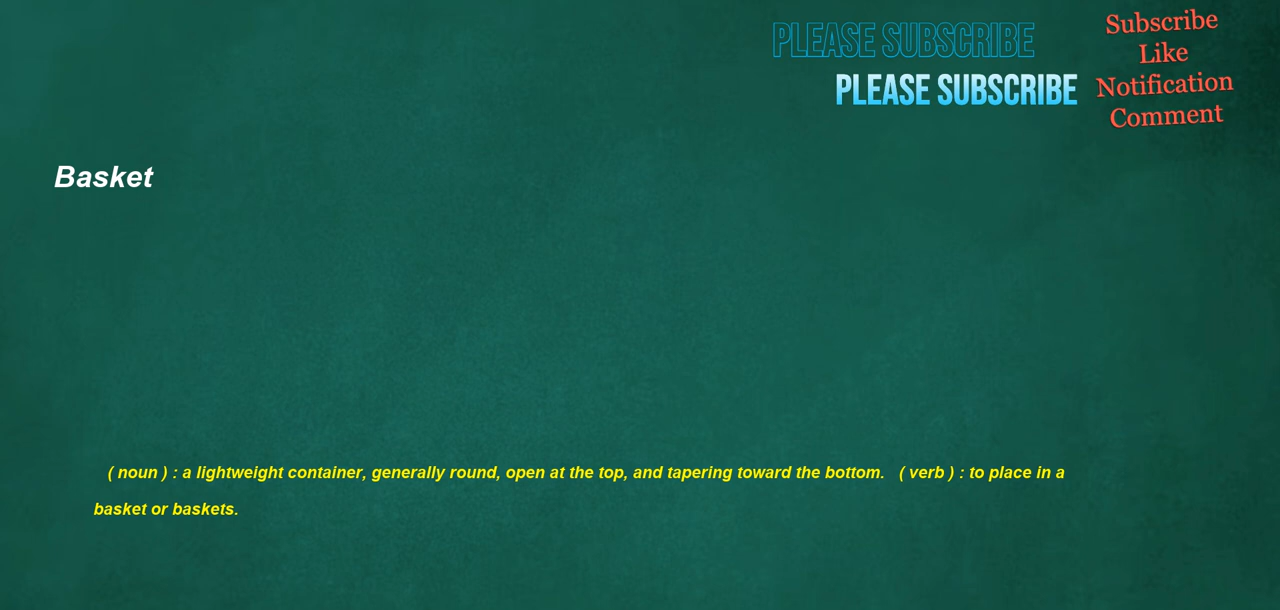 PLEASE SUBSCRIBE
PLEASE SUBSCRIBE
Subscribe
Like
Notification
Comment
Basket
( noun ) : a lightweight container, generally round, open at the top, and tapering toward the bottom. ( verb ) : to place in a
basket or baskets.